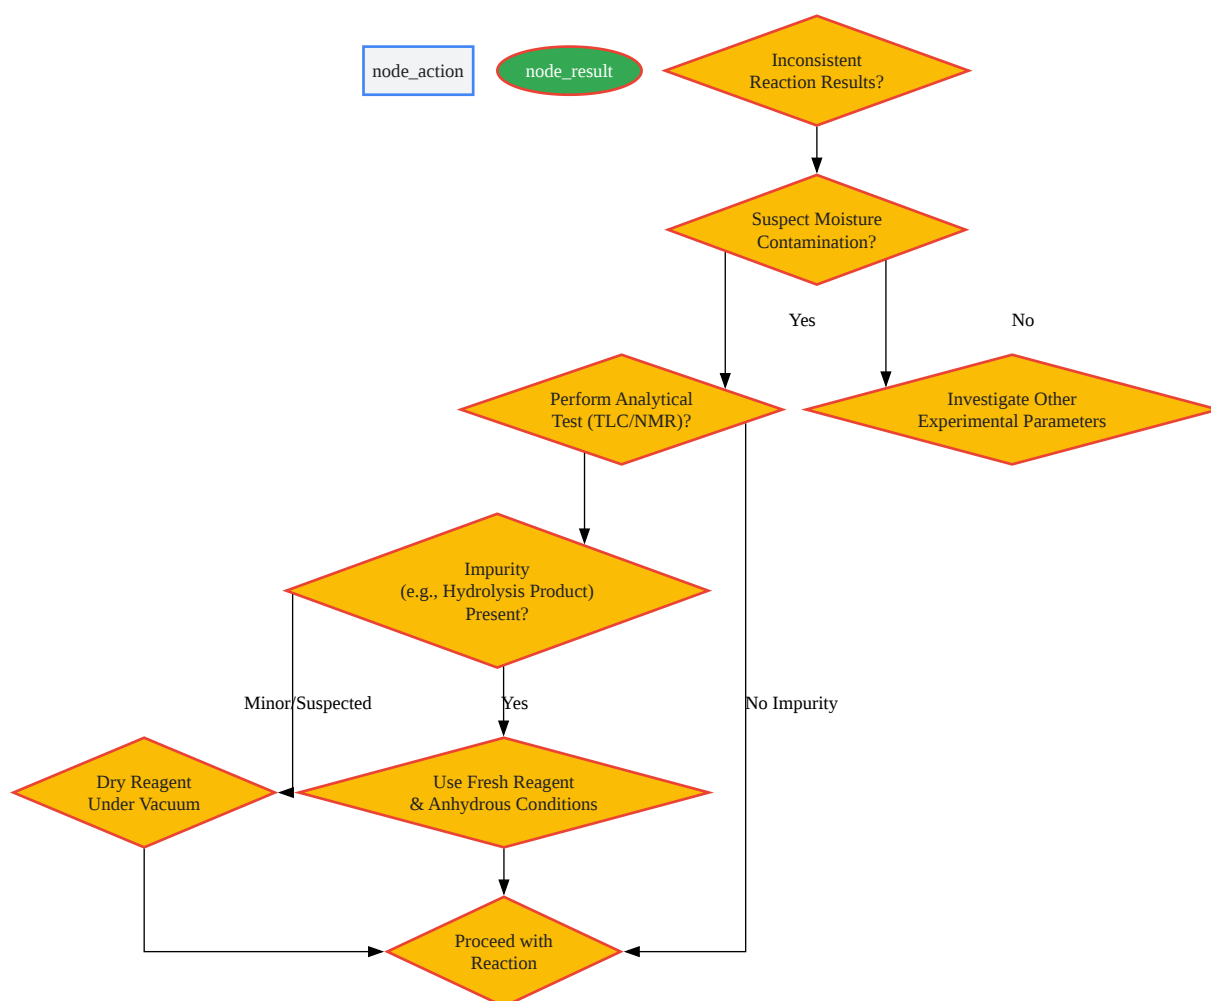 node_action
node_result
Inconsistent
Reaction Results?
Suspect Moisture
Contamination?
Yes
No
Perform Analytical
Test (TLC/NMR)?
Investigate Other
Experimental Parameters
Impurity
(e.g., Hydrolysis Product)
Present?
Minor/Suspected
Yes
No Impurity
Dry Reagent
Under Vacuum
Use Fresh Reagent
& Anhydrous Conditions
Proceed with
Reaction